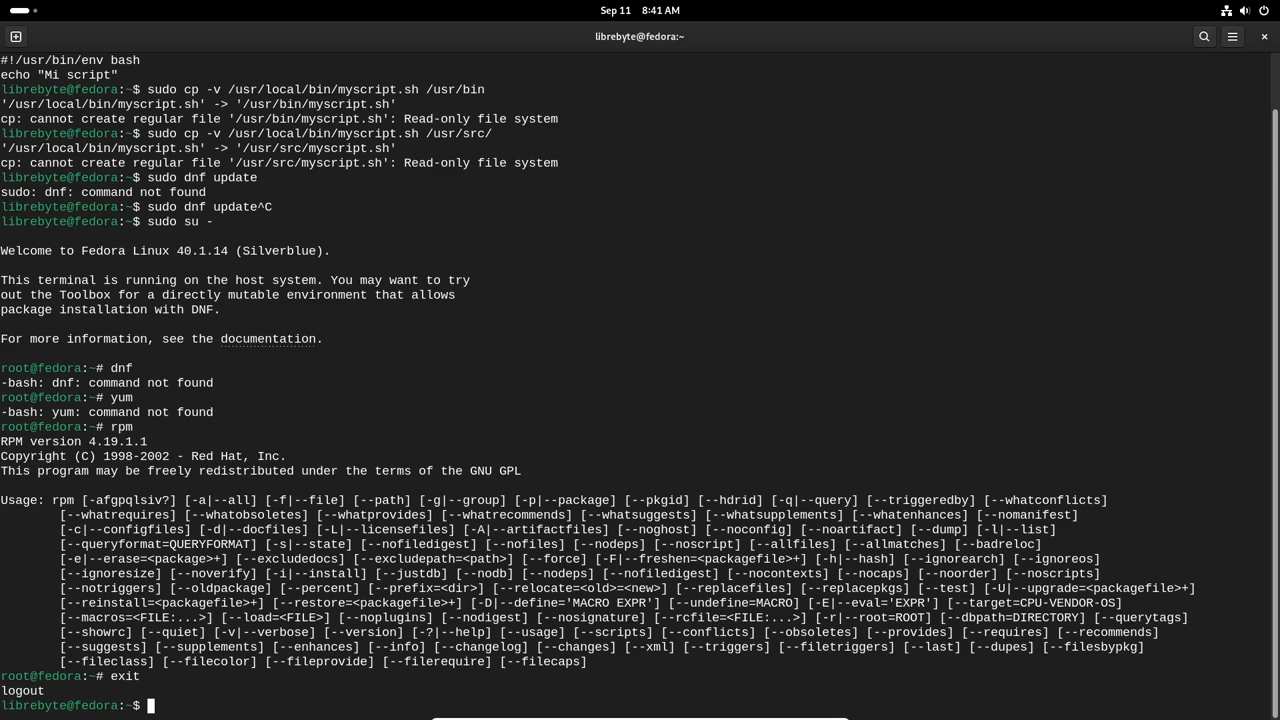 Sep 11 8:41 AM
librebyte@fedora:~
#!/usr/bin/env bash
echo "Mi script"
librebyte@fedora:~$ sudo cp -v /usr/local/bin/myscript.sh /usr/bin
'/usr/local/bin/myscript.sh' -> '/usr/bin/myscript.sh'
cp: cannot create regular file '/usr/bin/myscript.sh': Read-only file system
librebyte@fedora:~$ sudo cp -v /usr/local/bin/myscript.sh /usr/src/
'/usr/local/bin/myscript.sh' -> '/usr/src/myscript.sh'
cp: cannot create regular file '/usr/src/myscript.sh': Read-only file system
librebyte@fedora:~$ sudo dnf update
sudo: dnf: command not found
librebyte@fedora:~$ sudo dnf update^C
librebyte@fedora:~$ sudo su -
Welcome to Fedora Linux 40.1.14 (Silverblue).
This terminal is running on the host system. You may want to try
out the Toolbox for a directly mutable environment that allows
package installation with DNF.
For more information, see the documentation.
root@fedora:~# dnf
-bash: dnf: command not found
root@fedora:~# yum
-bash: yum: command not found
root@fedora:~# rpm
RPM version 4.19.1.1
Copyright (C) 1998-2002 - Red Hat, Inc.
This program may be freely redistributed under the terms of the GNU GPL
Usage: rpm [-afgpqlsiv?] [-a|--all] [-f|--file] [--path] [-g|--group] [-p|--package] [--pkgid] [--hdrid] [-q|--query] [--triggeredby] [--whatconflicts]
[--whatrequires] [--whatobsoletes] [--whatprovides] [--whatrecommends] [--whatsuggests] [--whatsupplements] [--whatenhances] [--nomanifest]
[-c|--configfiles] [-d|--docfiles] [-L|--licensefiles] [-A|--artifactfiles] [--noghost] [--noconfig] [--noartifact] [--dump] [-l|--list]
[--queryformat=QUERYFORMAT] [-s|--state] [--nofiledigest] [--nofiles] [--nodeps] [--noscript] [--allfiles] [--allmatches] [--badreloc]
[-e|--erase=<package>+] [--excludedocs] [--excludepath=<path>] [--force] [-F|--freshen=<packagefile>+] [-h|--hash] [--ignorearch] [--ignoreos]
[--ignoresize] [--noverify] [-i|--install] [--justdb] [--nodb] [--nodeps] [--nofiledigest] [--nocontexts] [--nocaps] [--noorder] [--noscripts]
[--notriggers] [--oldpackage] [--percent] [--prefix=<dir>] [--relocate=<old>=<new>] [--replacefiles] [--replacepkgs] [--test] [-U|--upgrade=<packagefile>+]
[--reinstall=<packagefile>+] [--restore=<packagefile>+] [-D|--define='MACRO EXPR'] [--undefine=MACRO] [-E|--eval='EXPR'] [--target=CPU-VENDOR-OS]
[--macros=<FILE:...>] [--load=<FILE>] [--noplugins] [--nodigest] [--nosignature] [--rcfile=<FILE:...>] [-r|--root=ROOT] [--dbpath=DIRECTORY] [--querytags]
[--showrc] [--quiet] [-v|--verbose] [--version] [-?|--help] [--usage] [--scripts] [--conflicts] [--obsoletes] [--provides] [--requires] [--recommends]
[--suggests] [--supplements] [--enhances] [--info] [--changelog] [--changes] [--xml] [--triggers] [--filetriggers] [--last] [--dupes] [--filesbypkg]
[--fileclass] [--filecolor] [--fileprovide] [--filerequire] [--filecaps]
root@fedora:~# exit
logout
librebyte@fedora:~$